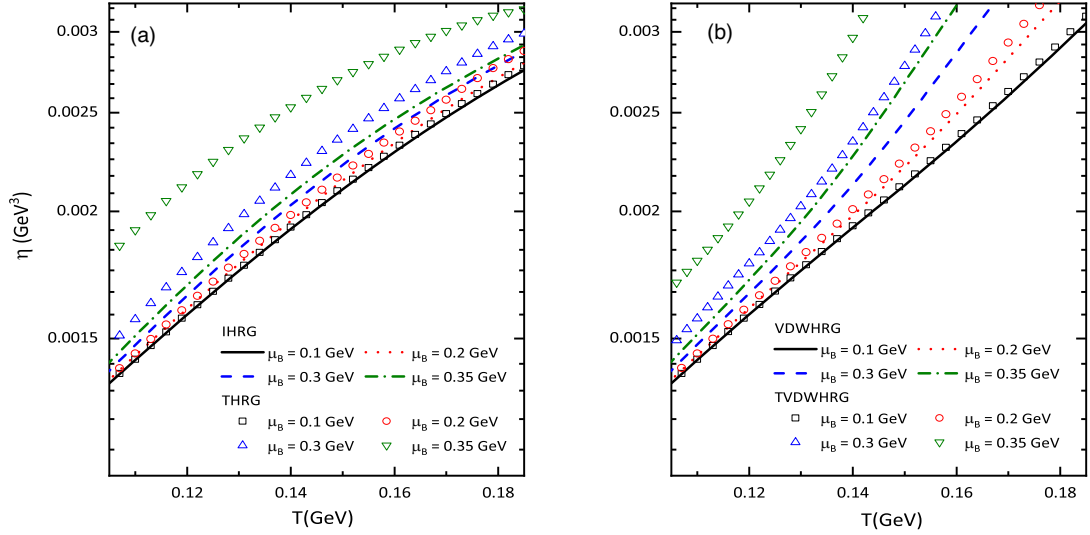 (a)
0.003
0.0025
0.002
0.0015
η (GeV³)
IHRG
μB = 0.1 GeV μB = 0.2 GeV
μB = 0.3 GeV μB = 0.35 GeV
THRG
μB = 0.1 GeV μB = 0.2 GeV
μB = 0.3 GeV μB = 0.35 GeV
0.12 0.14 0.16 0.18
T(GeV)
(b)
0.003
0.0025
0.002
0.0015
VDWHRG
μB = 0.1 GeV μB = 0.2 GeV
μB = 0.3 GeV μB = 0.35 GeV
TVDWHRG
μB = 0.1 GeV μB = 0.2 GeV
μB = 0.3 GeV μB = 0.35 GeV
0.12 0.14 0.16 0.18
T(GeV)